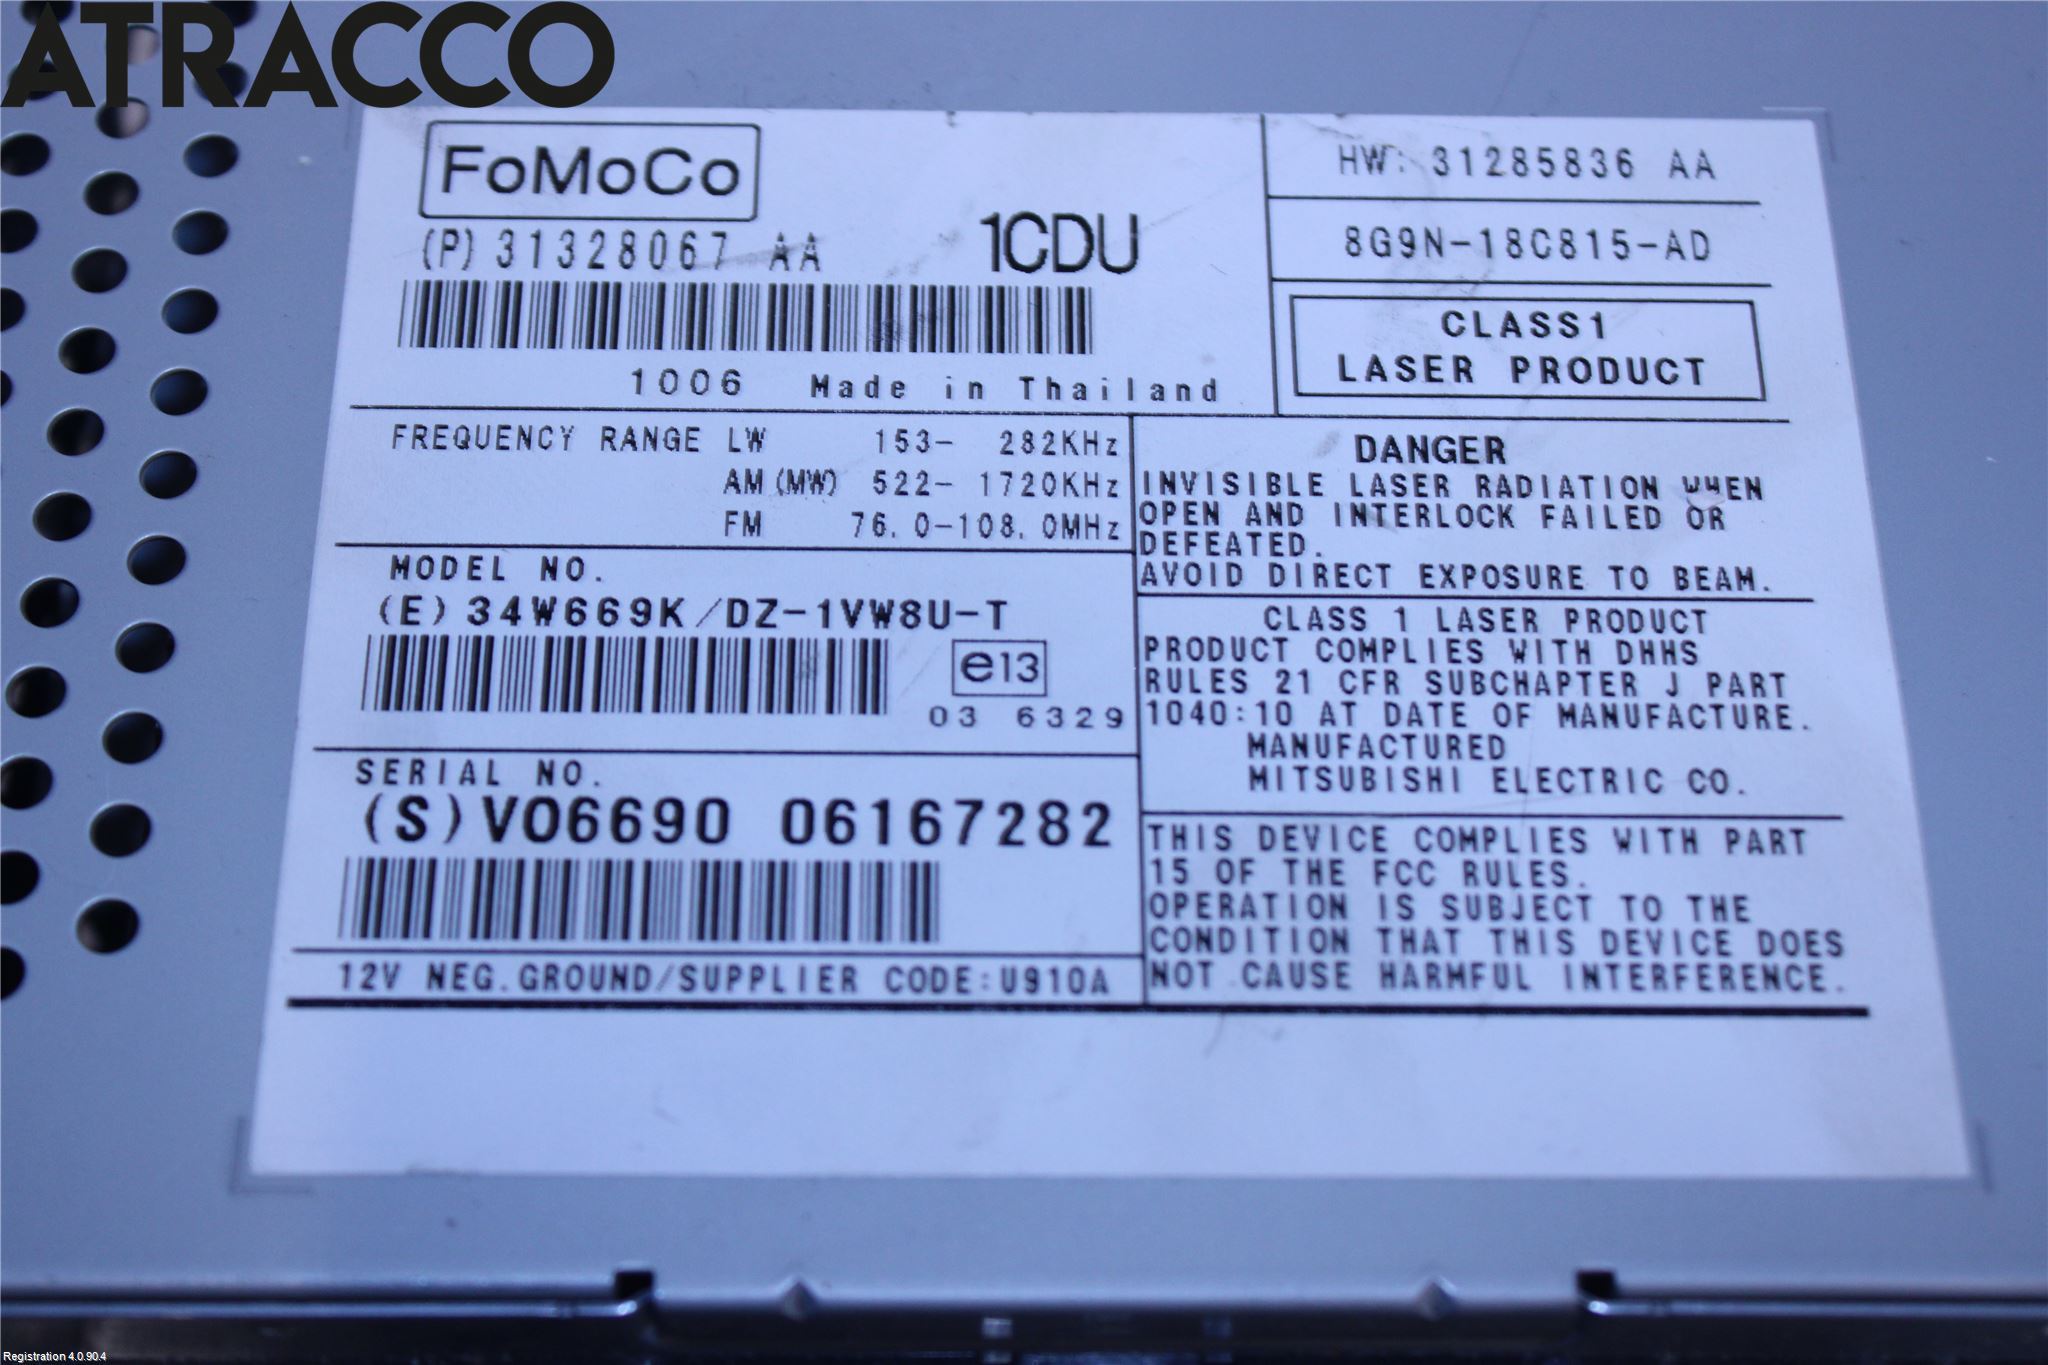 ATRACCO
FoMoCo
(P) 31328067 AA 1CDU
1006 Made in Thailand
HW: 31285836 AA
8G9N-18C815-AD
CLASS1
LASER PRODUCT
FREQUENCY RANGE LW 153- 282KHz
AM (MW) 522- 1720KHz
FM 76.0-108.0MHz
MODEL NO.
(E) 34W669K/DZ-1VW8U-T
e13
03 6329
SERIAL NO.
(S) VO6690 06167282
12V NEG.GROUND/SUPPLIER CODE:U910A
DANGER
INVISIBLE LASER RADIATION WHEN
OPEN AND INTERLOCK FAILED OR
DEFEATED.
AVOID DIRECT EXPOSURE TO BEAM.
CLASS 1 LASER PRODUCT
PRODUCT COMPLIES WITH DHHS
RULES 21 CFR SUBCHAPTER J PART
1040:10 AT DATE OF MANUFACTURE.
MANUFACTURED
MITSUBISHI ELECTRIC CO.
THIS DEVICE COMPLIES WITH PART
15 OF THE FCC RULES.
OPERATION IS SUBJECT TO THE
CONDITION THAT THIS DEVICE DOES
NOT CAUSE HARMFUL INTERFERENCE.
Registration 4.0.90.4